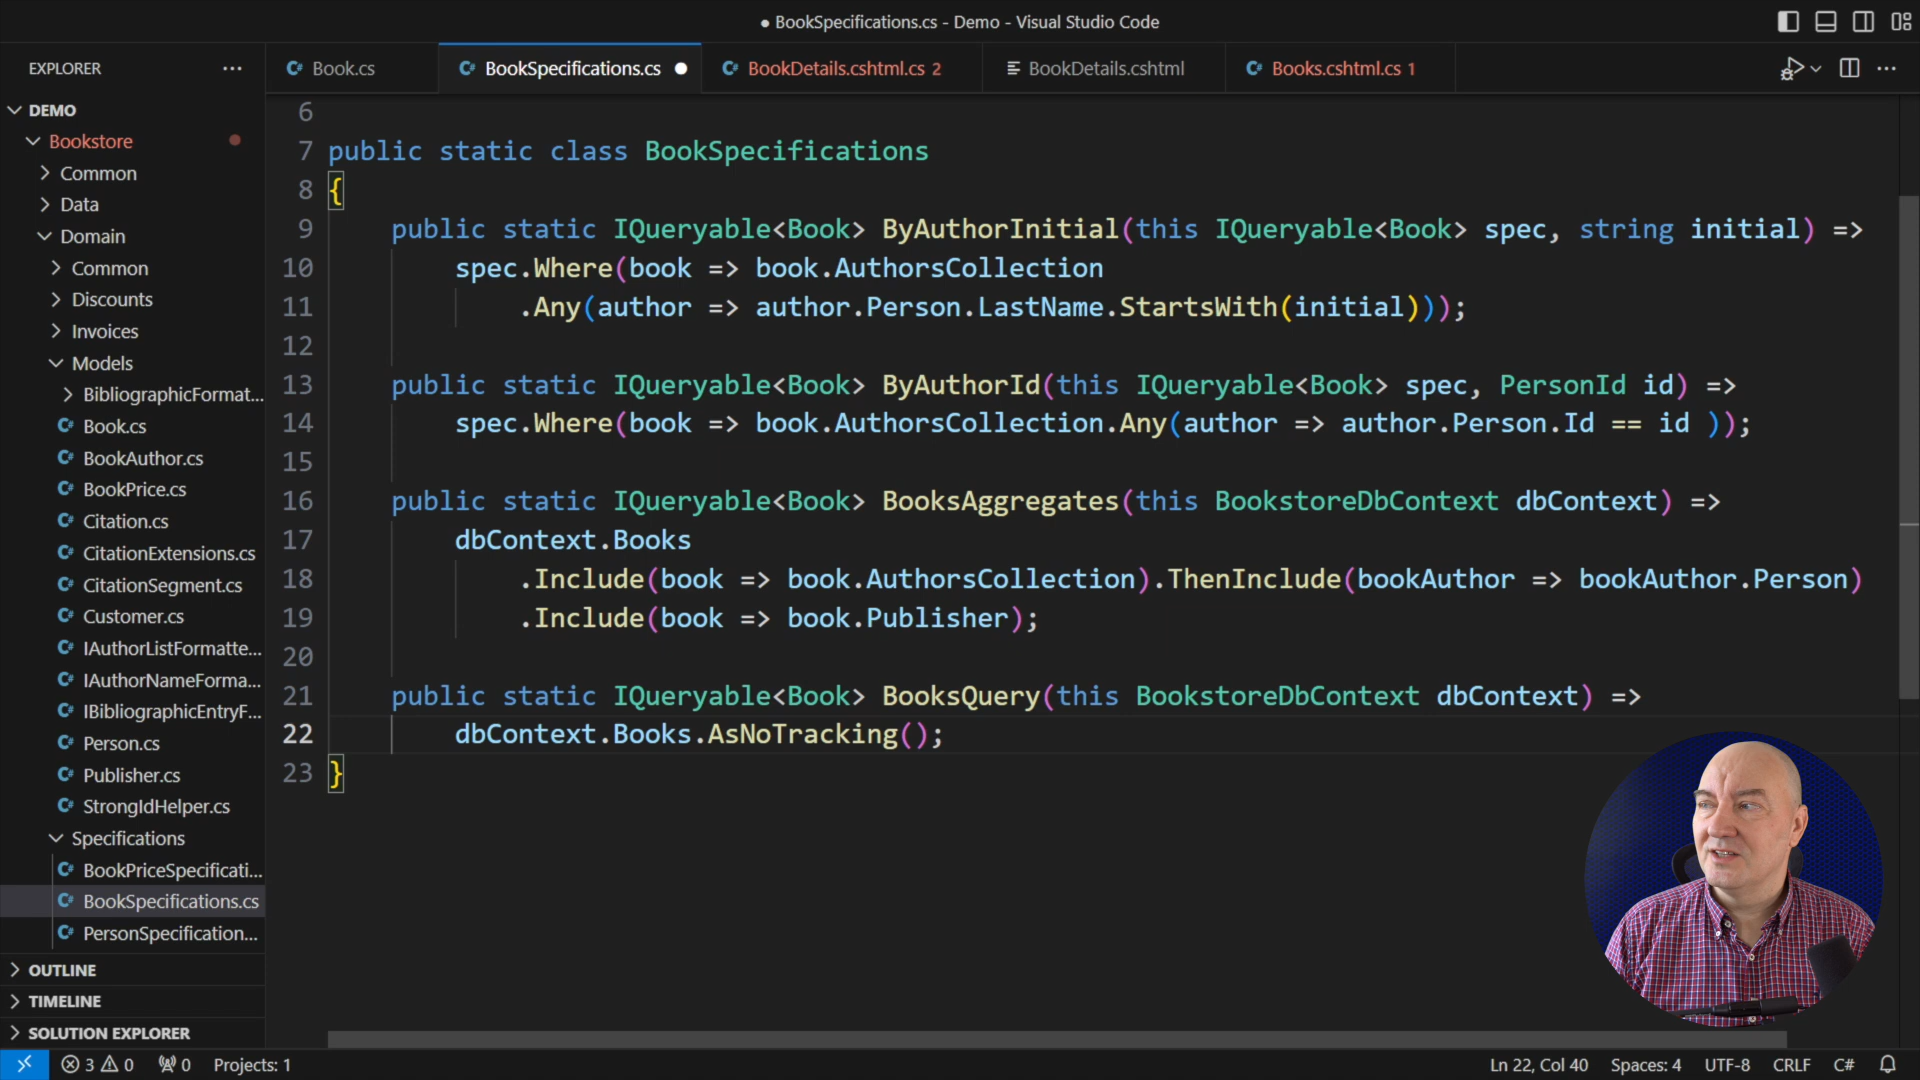 ● BookSpecifications.cs - Demo - Visual Studio Code
EXPLORER
Book.cs
BookSpecifications.cs
BookDetails.cshtml.cs 2
BookDetails.cshtml
Books.cshtml.cs 1
DEMO
Bookstore
Common
Data
Domain
Common
Discounts
Invoices
Models
BibliographicFormat...
Book.cs
BookAuthor.cs
BookPrice.cs
Citation.cs
CitationExtensions.cs
CitationSegment.cs
Customer.cs
IAuthorListFormatte...
IAuthorNameForma...
IBibliographicEntryF...
Person.cs
Publisher.cs
StrongIdHelper.cs
Specifications
BookPriceSpecificati...
BookSpecifications.cs
PersonSpecification...
OUTLINE
TIMELINE
SOLUTION EXPLORER
6
7 public static class BookSpecifications
8 {
9 public static IQueryable<Book> ByAuthorInitial(this IQueryable<Book> spec, string initial) =>
10 spec.Where(book => book.AuthorsCollection
11 .Any(author => author.Person.LastName.StartsWith(initial)));
12
13 public static IQueryable<Book> ByAuthorId(this IQueryable<Book> spec, PersonId id) =>
14 spec.Where(book => book.AuthorsCollection.Any(author => author.Person.Id == id ));
15
16 public static IQueryable<Book> BooksAggregates(this BookstoreDbContext dbContext) =>
17 dbContext.Books
18 .Include(book => book.AuthorsCollection).ThenInclude(bookAuthor => bookAuthor.Person)
19 .Include(book => book.Publisher);
20
21 public static IQueryable<Book> BooksQuery(this BookstoreDbContext dbContext) =>
22 dbContext.Books.AsNoTracking();
23 }
3 0 0 Projects: 1
Ln 22, Col 40 Spaces: 4 UTF-8 CRLF C#